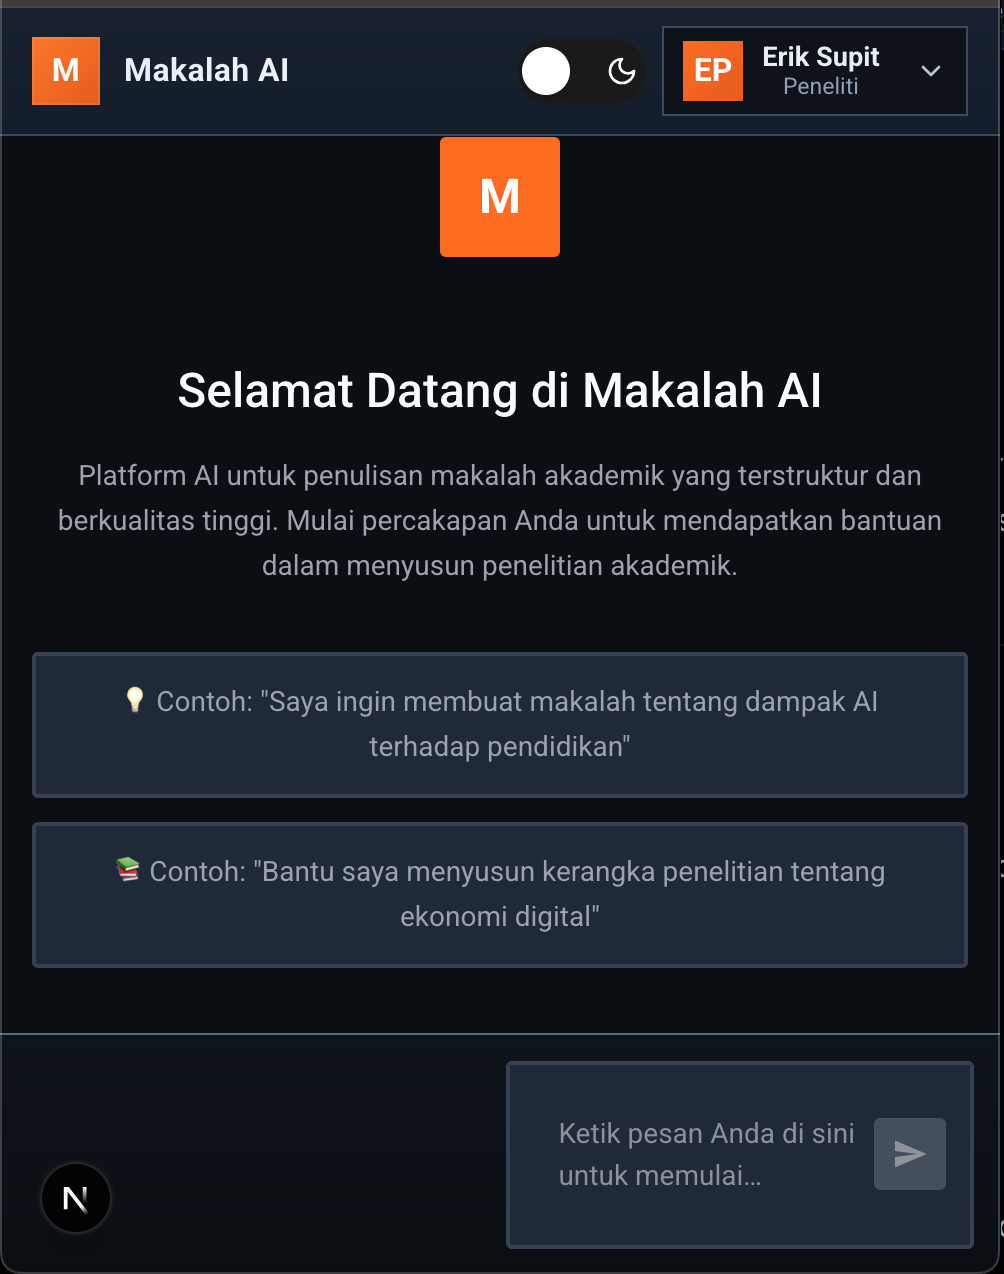 M
Makalah AI
EP
Erik Supit
Peneliti
M
Selamat Datang di Makalah AI
Platform AI untuk penulisan makalah akademik yang terstruktur dan
berkualitas tinggi. Mulai percakapan Anda untuk mendapatkan bantuan
dalam menyusun penelitian akademik.
💡 Contoh: "Saya ingin membuat makalah tentang dampak AI
terhadap pendidikan"
📚 Contoh: "Bantu saya menyusun kerangka penelitian tentang
ekonomi digital"
Ketik pesan Anda di sini
untuk memulai...
N